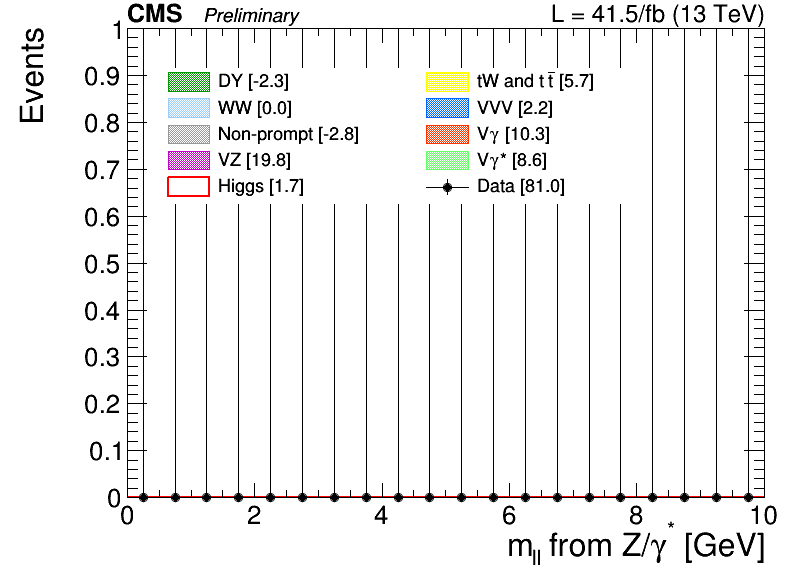 CMS Preliminary L = 41.5/fb (13 TeV)
Events
1
0.9
0.8
0.7
0.6
0.5
0.4
0.3
0.2
0.1
0
DY [-2.3]
WW [0.0]
Non-prompt [-2.8]
VZ [19.8]
Higgs [1.7]
tW and tt̅ [5.7]
VVV [2.2]
Vγ [10.3]
Vγ* [8.6]
Data [81.0]
0 2 4 6 8 10
m_ll from Z/γ* [GeV]